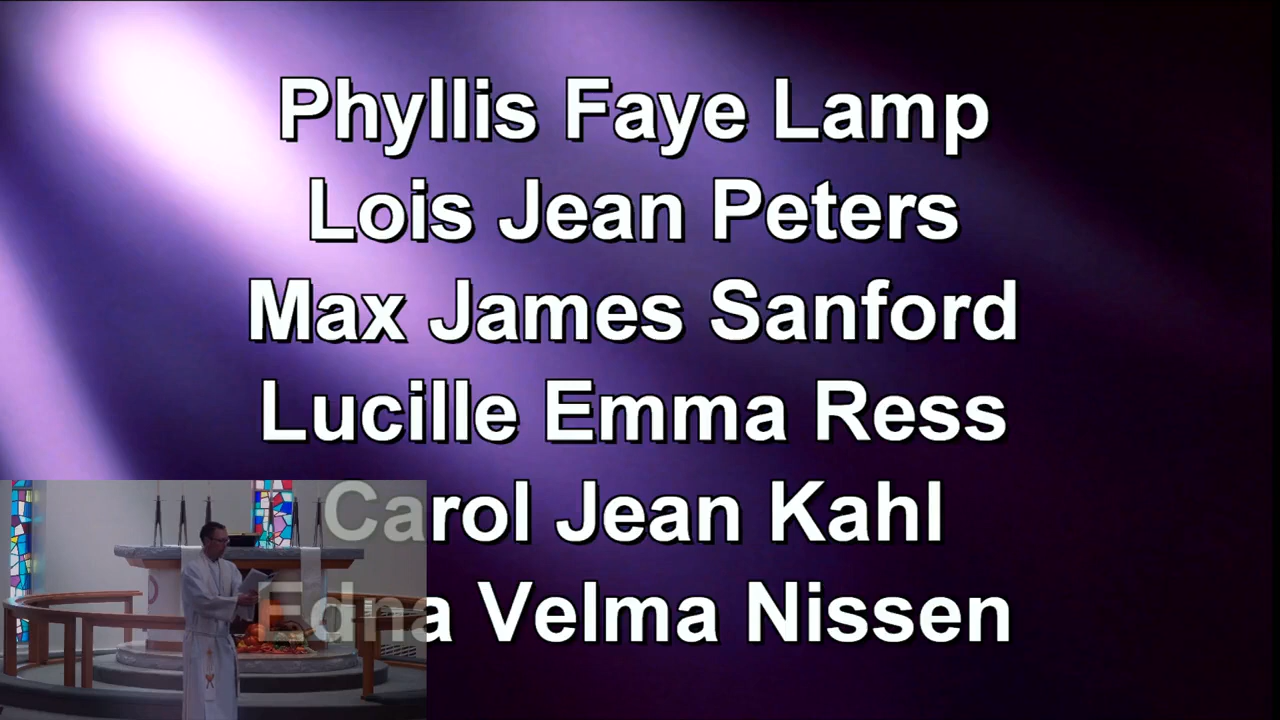 Phyllis Faye Lamp
Lois Jean Peters
Max James Sanford
Lucille Emma Ress
Carol Jean Kahl
Edna Velma Nissen